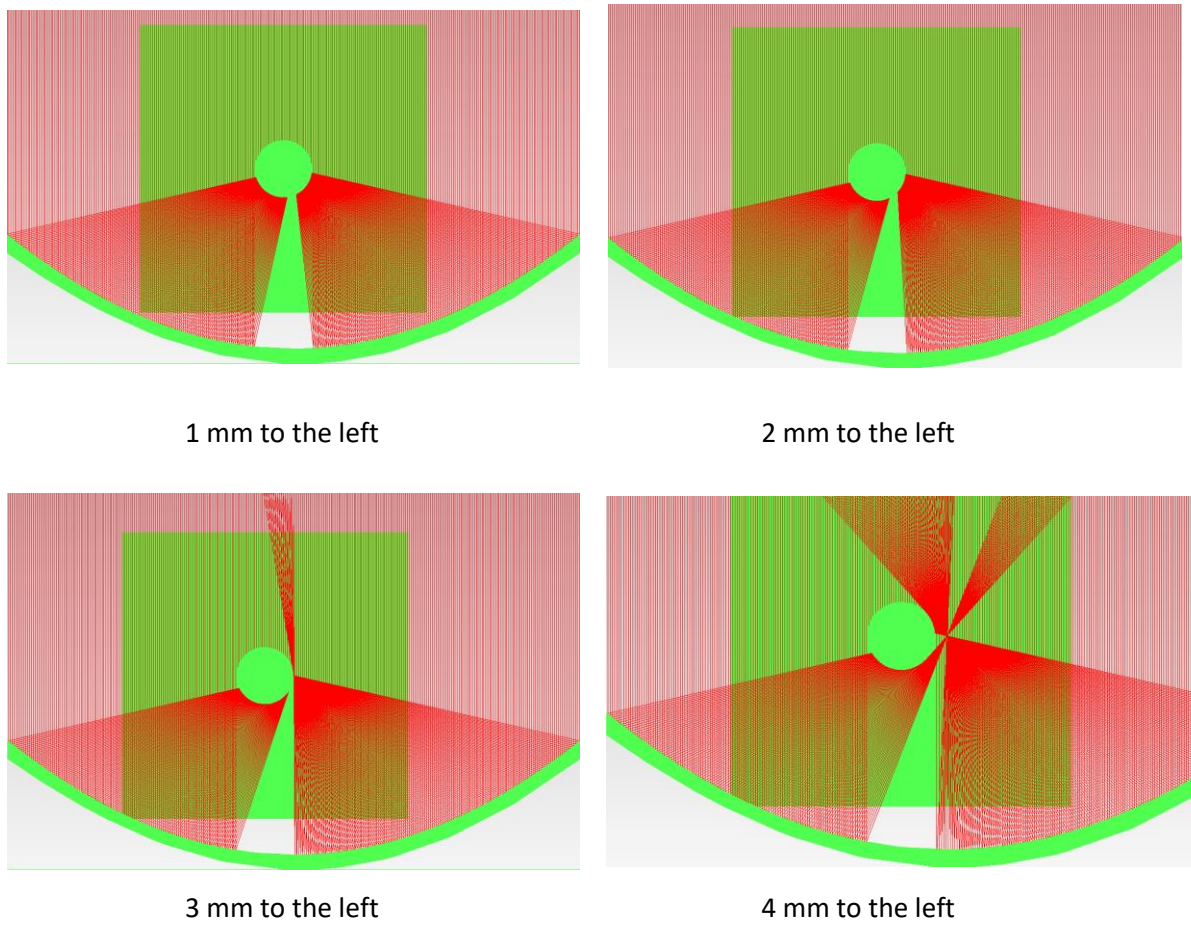 1 mm to the left
2 mm to the left
3 mm to the left
4 mm to the left